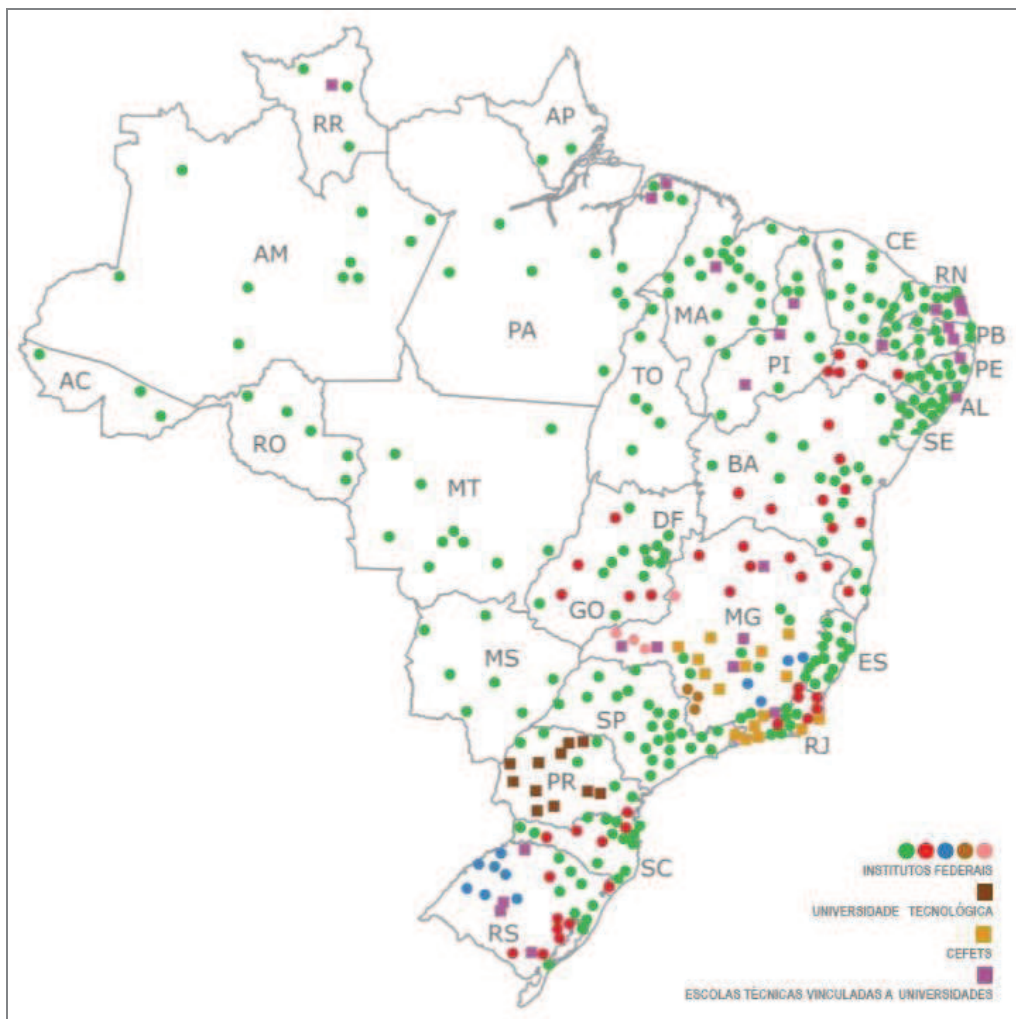 RR
AP
AM
PA
CE
RN
MA
PB
PI
PE
AC
TO
AL
RO
SE
BA
MT
DF
GO
MG
MS
ES
SP
RJ
PR
SC
RS
INSTITUTOS FEDERAIS
UNIVERSIDADE TECNOLÓGICA
CEFETS
ESCOLAS TÉCNICAS VINCULADAS A UNIVERSIDADES